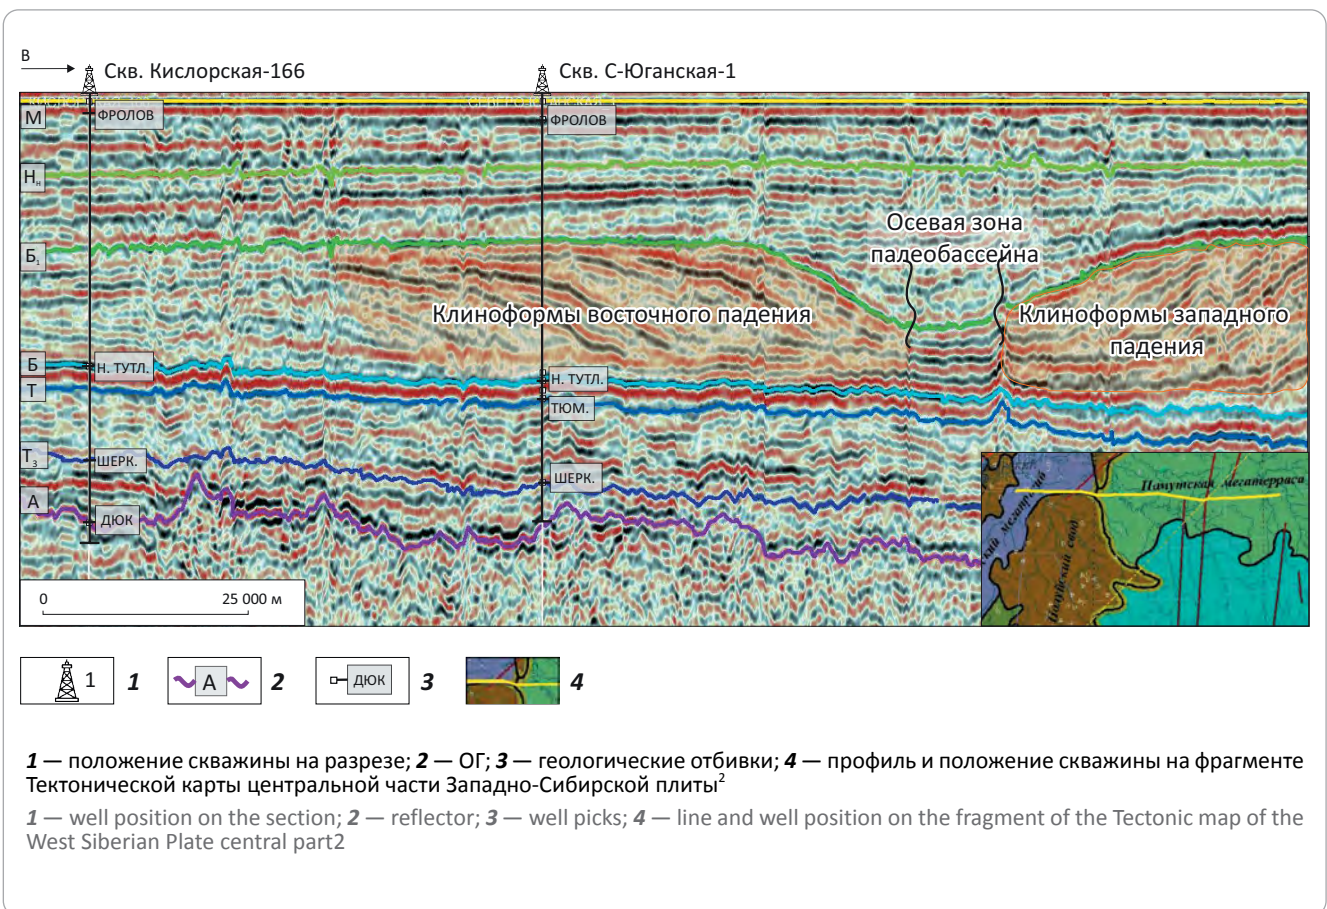 В
Скв. Кислорская-166
Скв. С-Юганская-1
М
ФРОЛОВ
ФРОЛОВ
Нн
Осевая зона
палеобассейна
Б1
Клиноформы восточного падения
Клиноформы западного
падения
Б
Н. ТУТЛ.
Н. ТУТЛ.
Т
ТЮМ.
Т3
ШЕРК.
ШЕРК.
А
ДЮК
Полуйский свод
мегатерраса
0
25 000 м
1
1
А
2
ДЮК
3
4
1 — положение скважины на разрезе; 2 — ОГ; 3 — геологические отбивки; 4 — профиль и положение скважины на фрагменте
Тектонической карты центральной части Западно-Сибирской плиты2
1 — well position on the section; 2 — reflector; 3 — well picks; 4 — line and well position on the fragment of the Tectonic map of the
West Siberian Plate central part2